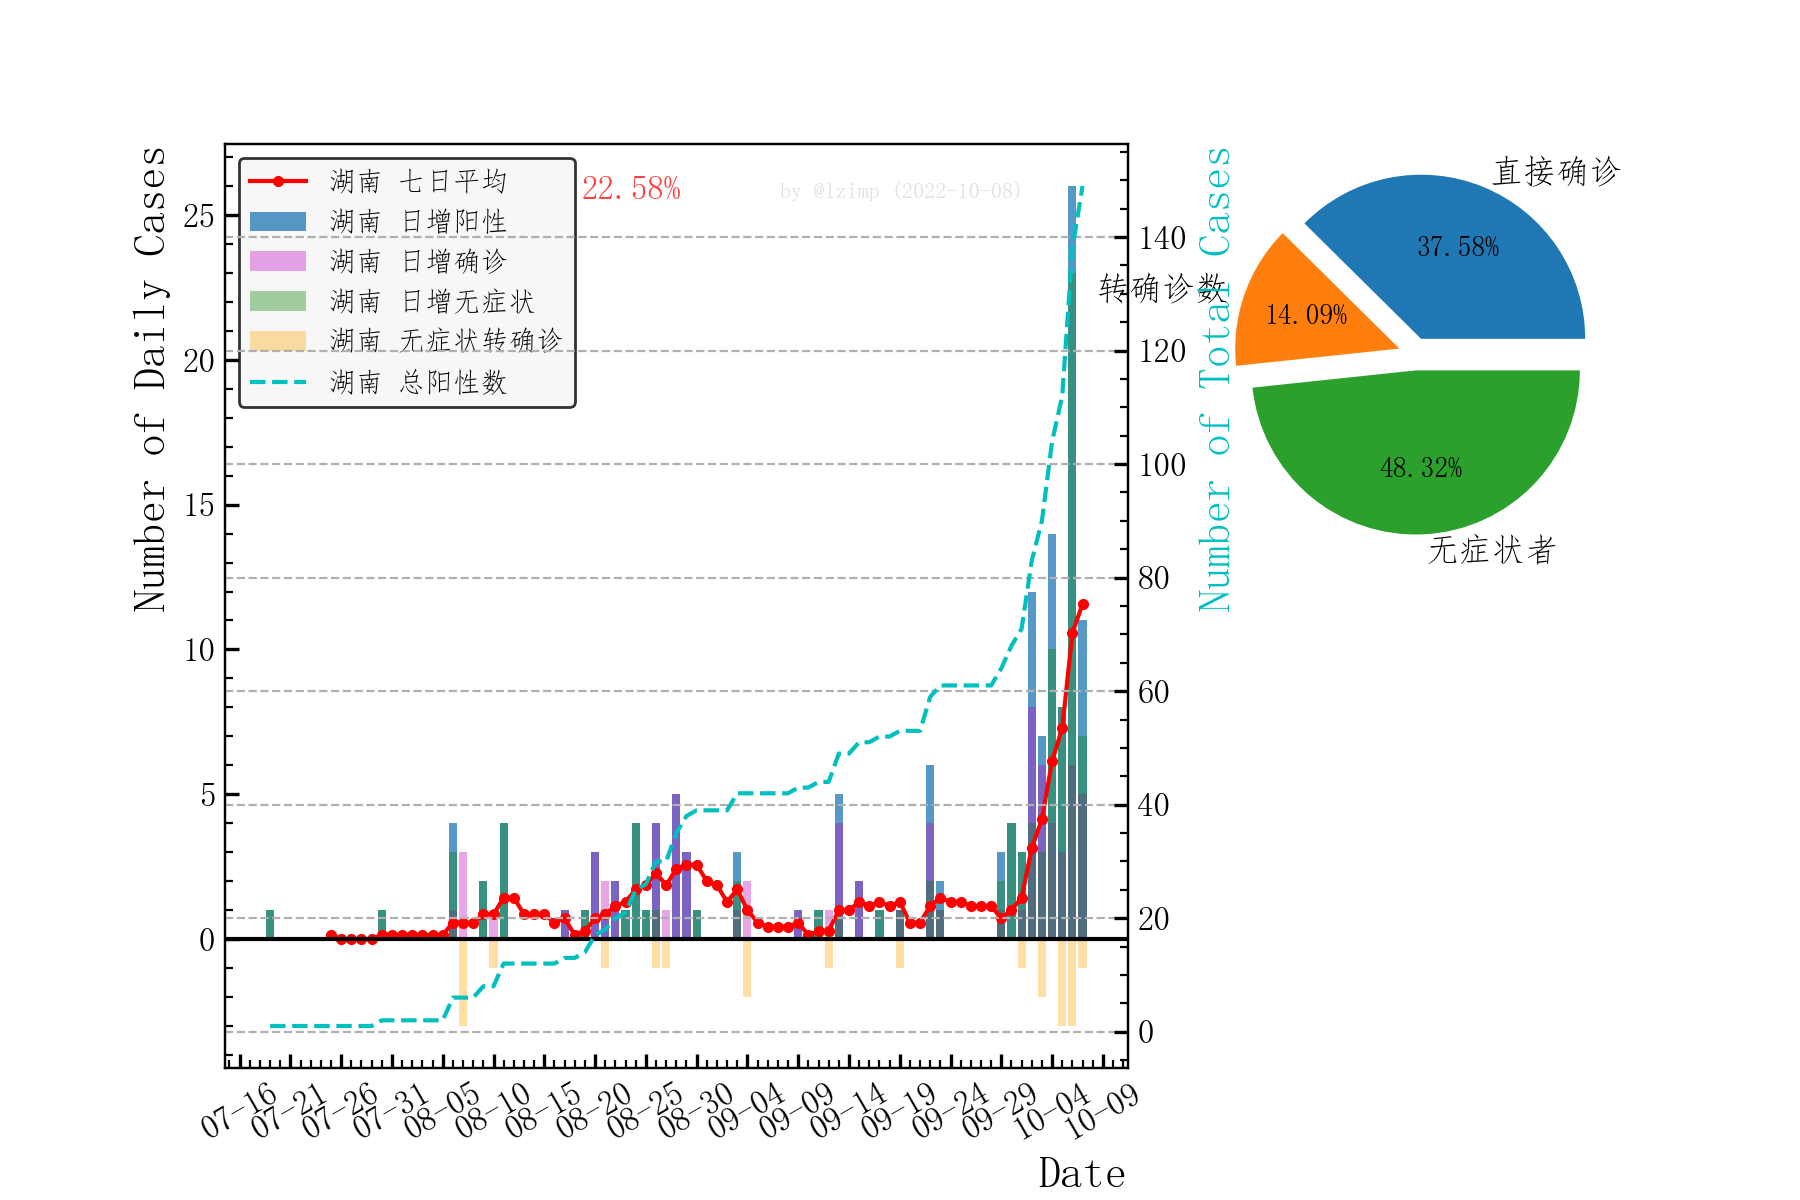 湖南 七日平均
湖南 日增阳性
湖南 日增确诊
湖南 日增无症状
湖南 无症状转确诊
湖南 总阳性数
22.58%
by @lzimp (2022-10-08)
Number of Daily Cases
25
20
15
10
5
0
140
120
100
80
60
40
20
0
Number of Total Cases
07-16
07-21
07-26
07-31
08-05
08-10
08-15
08-20
08-25
08-30
09-04
09-09
09-14
09-19
09-24
09-29
10-04
10-09
Date
直接确诊
37.58%
转确诊数
14.09%
48.32%
无症状者